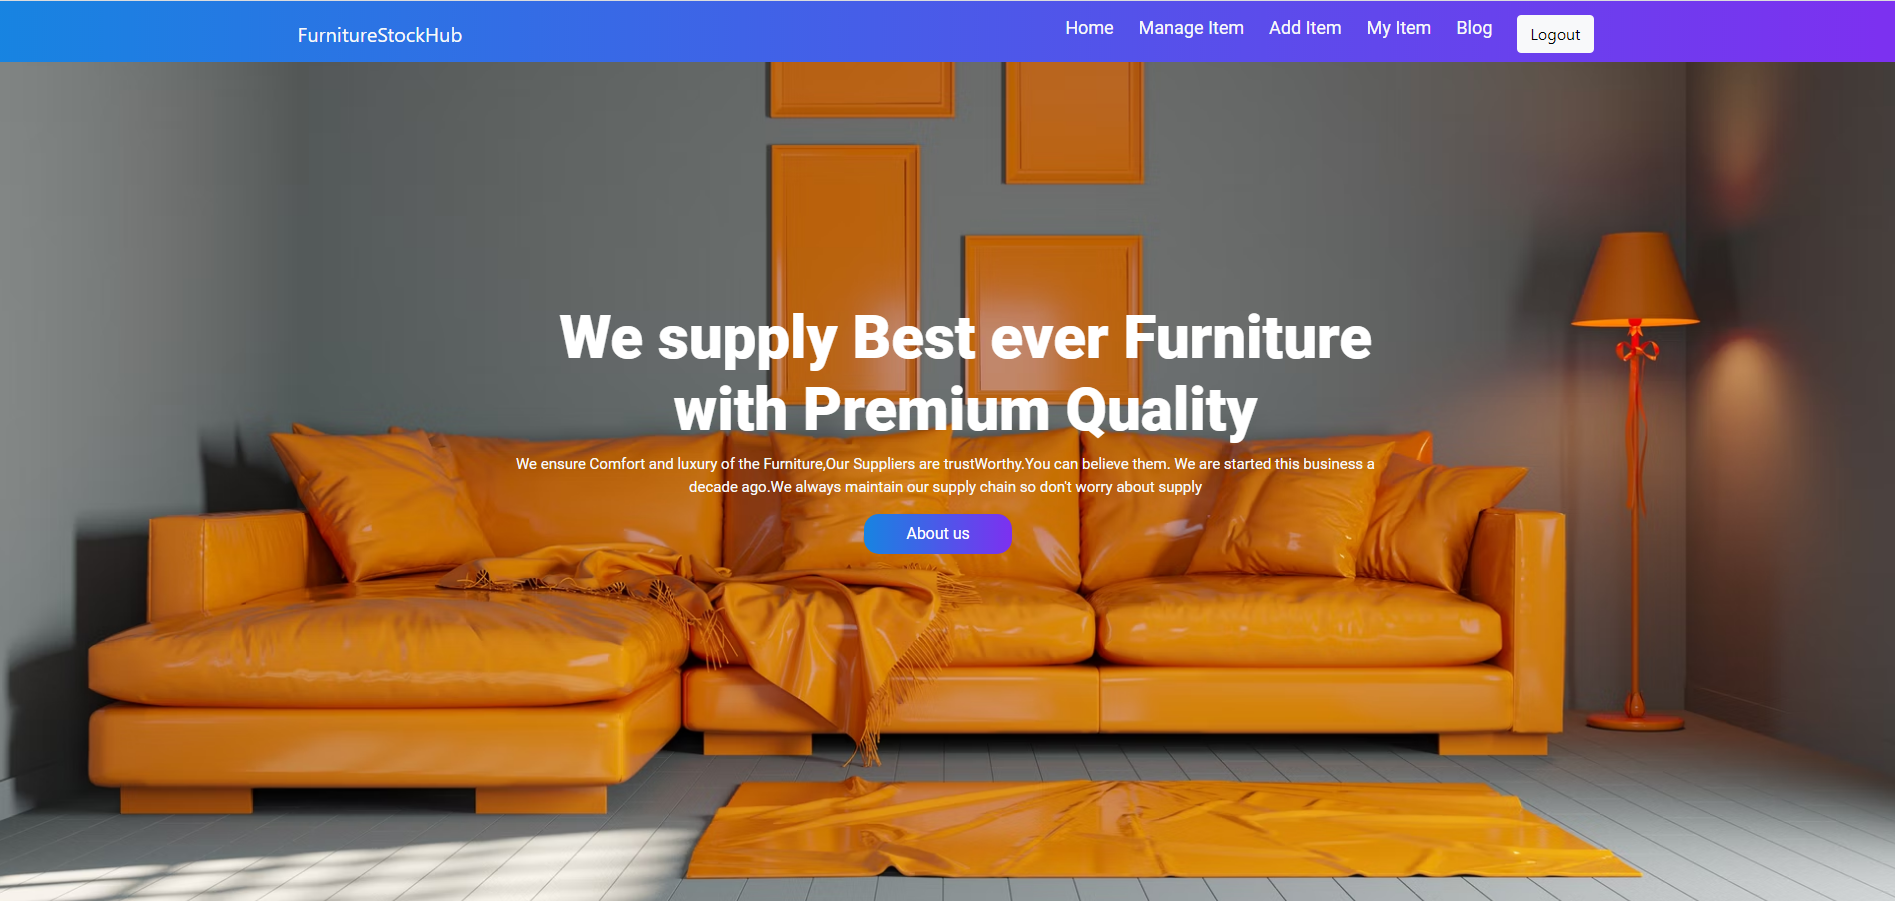 FurnitureStockHub
Home Manage Item Add Item My Item Blog Logout
We supply Best ever Furniture
with Premium Quality
We ensure Comfort and luxury of the Furniture,Our Suppliers are trustWorthy.You can believe them. We are started this business a
decade ago.We always maintain our supply chain so don't worry about supply
About us